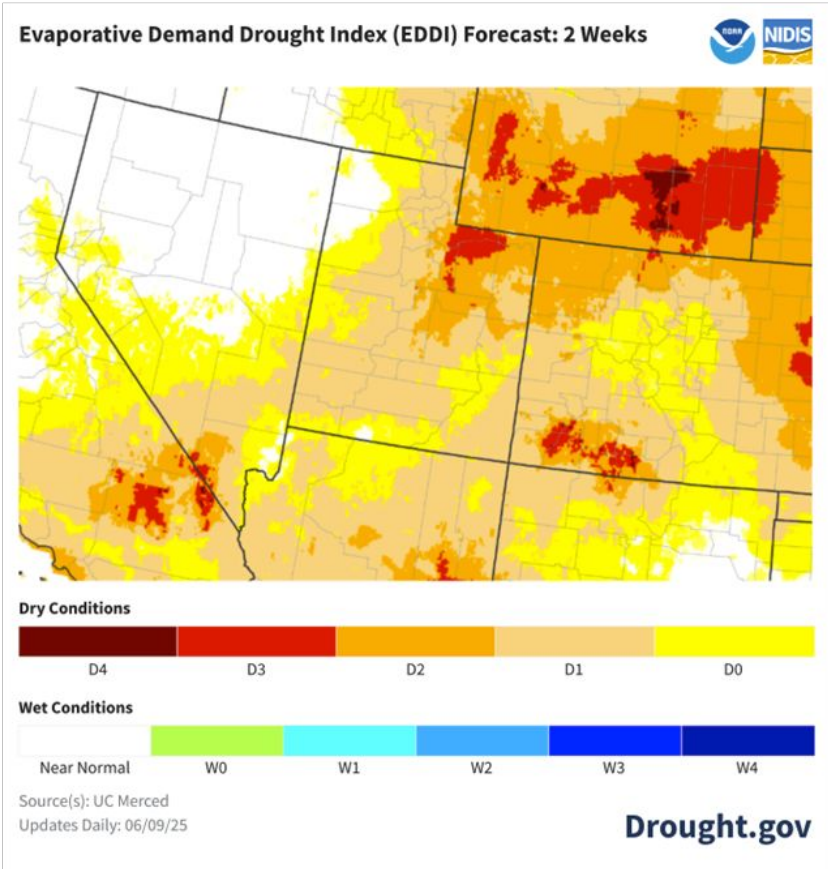 Evaporative Demand Drought Index (EDDI) Forecast: 2 Weeks
NOAA
NIDIS
Dry Conditions
D4 D3 D2 D1 D0
Wet Conditions
Near Normal W0 W1 W2 W3 W4
Source(s): UC Merced
Updates Daily: 06/09/25
Drought.gov